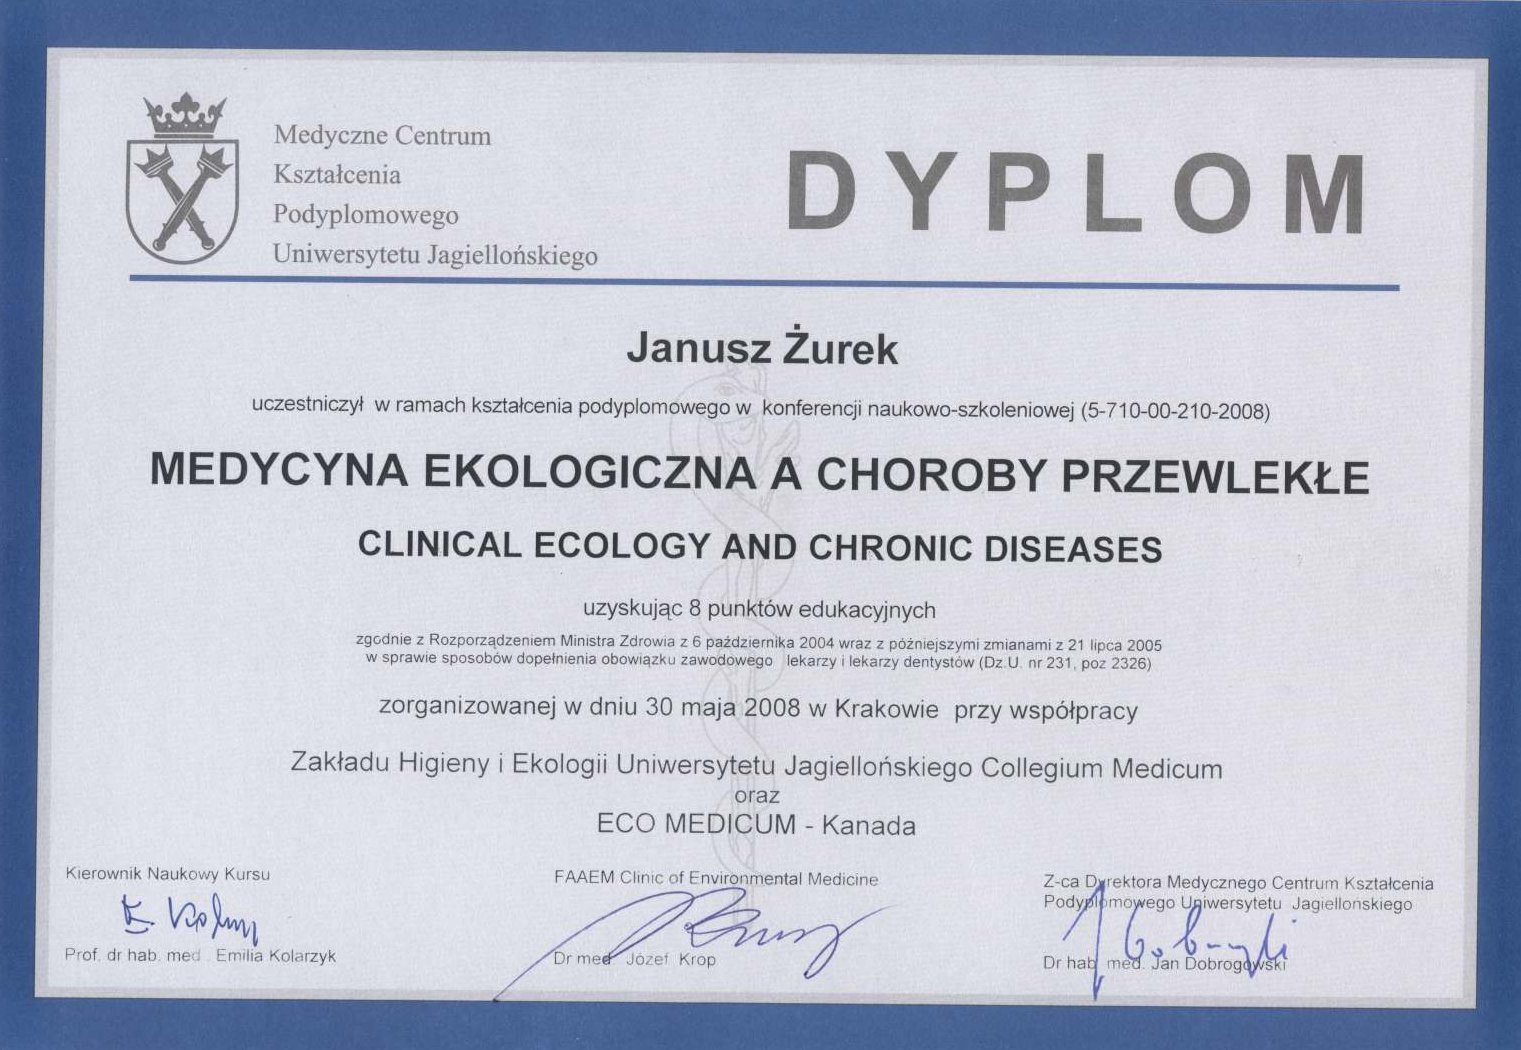 Medyczne Centrum
Kształcenia
Podyplomowego
Uniwersytetu Jagiellońskiego
DYPLOM
Janusz Żurek
uczestniczył w ramach kształcenia podyplomowego w konferencji naukowo-szkoleniowej (5-710-00-210-2008)
MEDYCYNA EKOLOGICZNA A CHOROBY PRZEWLEKŁE
CLINICAL ECOLOGY AND CHRONIC DISEASES
uzyskując 8 punktów edukacyjnych
zgodnie z Rozporządzeniem Ministra Zdrowia z 6 października 2004 wraz z późniejszymi zmianami z 21 lipca 2005
w sprawie sposobów dopełnienia obowiązku zawodowego lekarzy i lekarzy dentystów (Dz.U. nr 231, poz 2326)
zorganizowanej w dniu 30 maja 2008 w Krakowie przy współpracy
Zakładu Higieny i Ekologii Uniwersytetu Jagiellońskiego Collegium Medicum
oraz
ECO MEDICUM - Kanada
Kierownik Naukowy Kursu
Prof. dr hab. med. Emilia Kolarzyk
FAAEM Clinic of Environmental Medicine
Dr med Józef Krop
Z-ca Dyrektora Medycznego Centrum Kształcenia
Podyplomowego Uniwersytetu Jagiellonskiego
Dr hab. med. Jan Dobrogowski